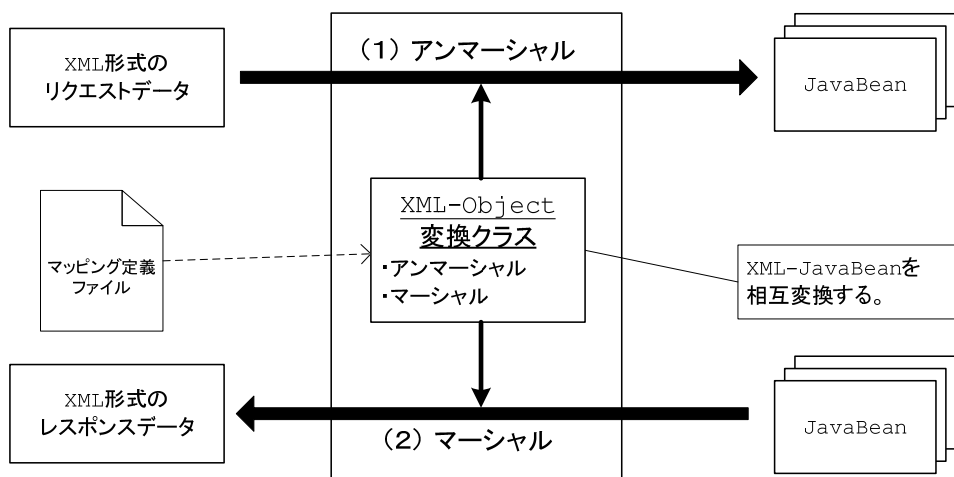 (1) アンマーシャル
XML形式の
リクエストデータ
JavaBean
マッピング定義
ファイル
XML-Object
変換クラス
・アンマーシャル
・マーシャル
XML-JavaBeanを
相互変換する。
XML形式の
レスポンスデータ
JavaBean
(2) マーシャル